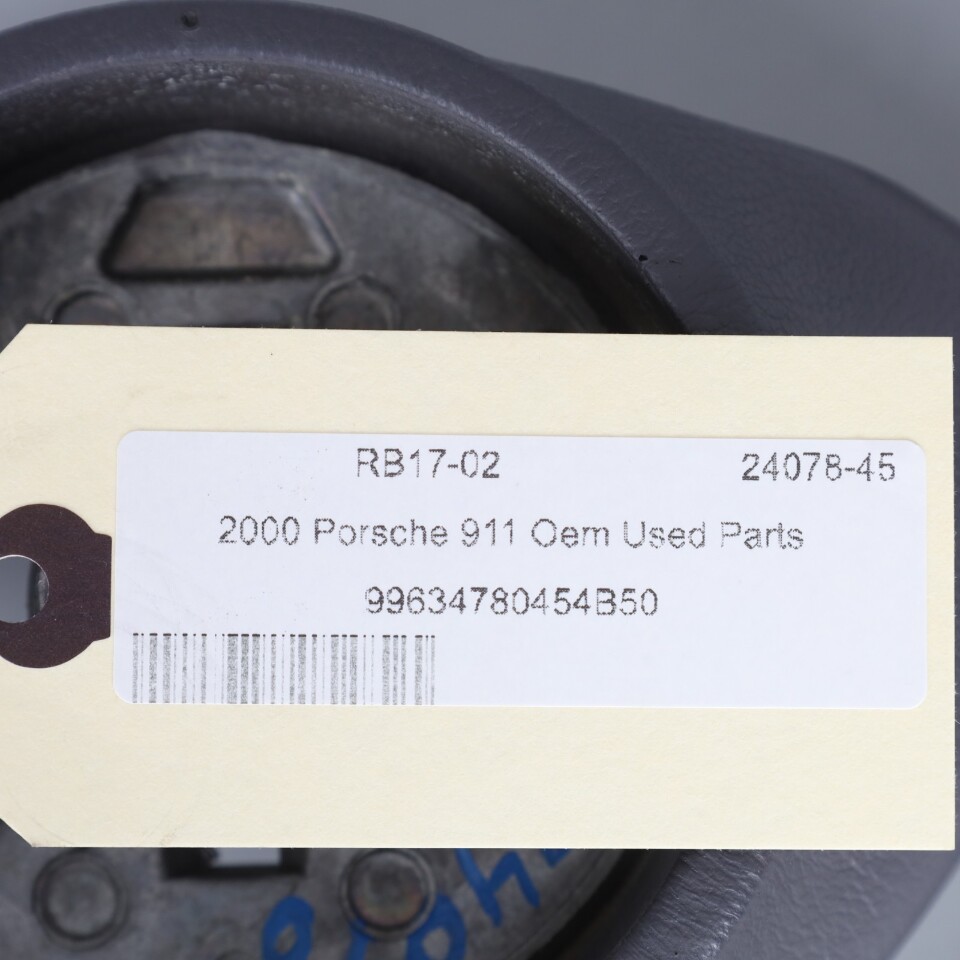 RB17-02 24078-45
2000 Porsche 911 Oem Used Parts
99634780454B50